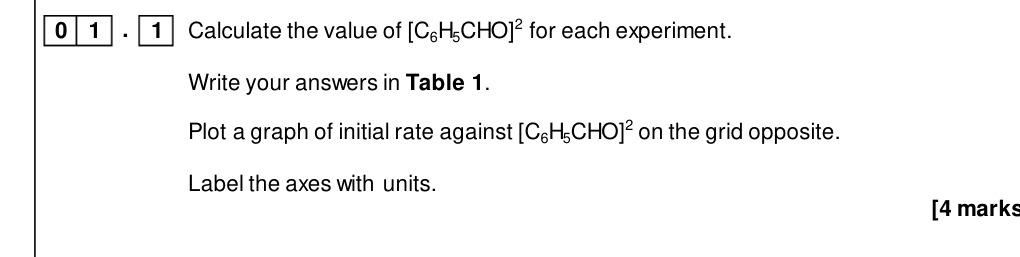 0 1 . 1 Calculate the value of [C₆H₅CHO]² for each experiment.
Write your answers in Table 1.
Plot a graph of initial rate against [C₆H₅CHO]² on the grid opposite.
Label the axes with units.
[4 marks